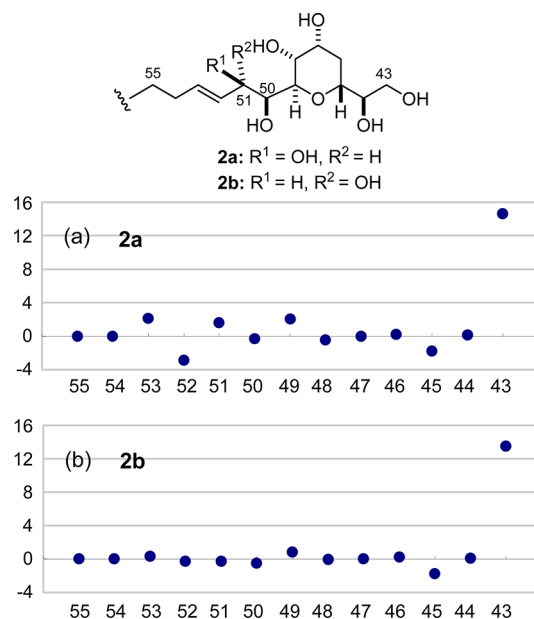 HO
HO
R¹ R²
55 50 43
51
H O H OH
HO OH
2a: R¹ = OH, R² = H
2b: R¹ = H, R² = OH
16
(a) 2a
12
8
4
0
-4
55 54 53 52 51 50 49 48 47 46 45 44 43
16
(b) 2b
12
8
4
0
-4
55 54 53 52 51 50 49 48 47 46 45 44 43